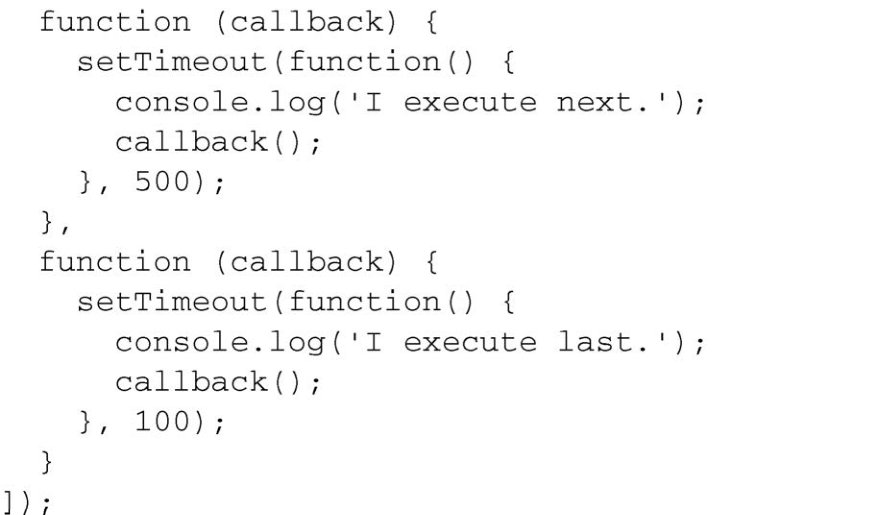 function (callback) {
setTimeout(function() {
console.log('I execute next.');
callback();
}, 500);
},
function (callback) {
setTimeout(function() {
console.log('I execute last.');
callback();
}, 100);
}
]);